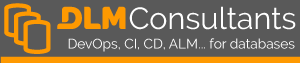 DLMConsultants
DevOps, CI, CD, ALM... for databases